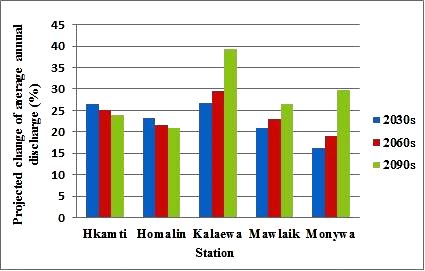 Projected change of average annual
discharge (%)
45
40
35
30
25
20
15
10
5
0
Hkamti Homalin Kalaewa Mawlaik Monywa
Station
2030s
2060s
2090s